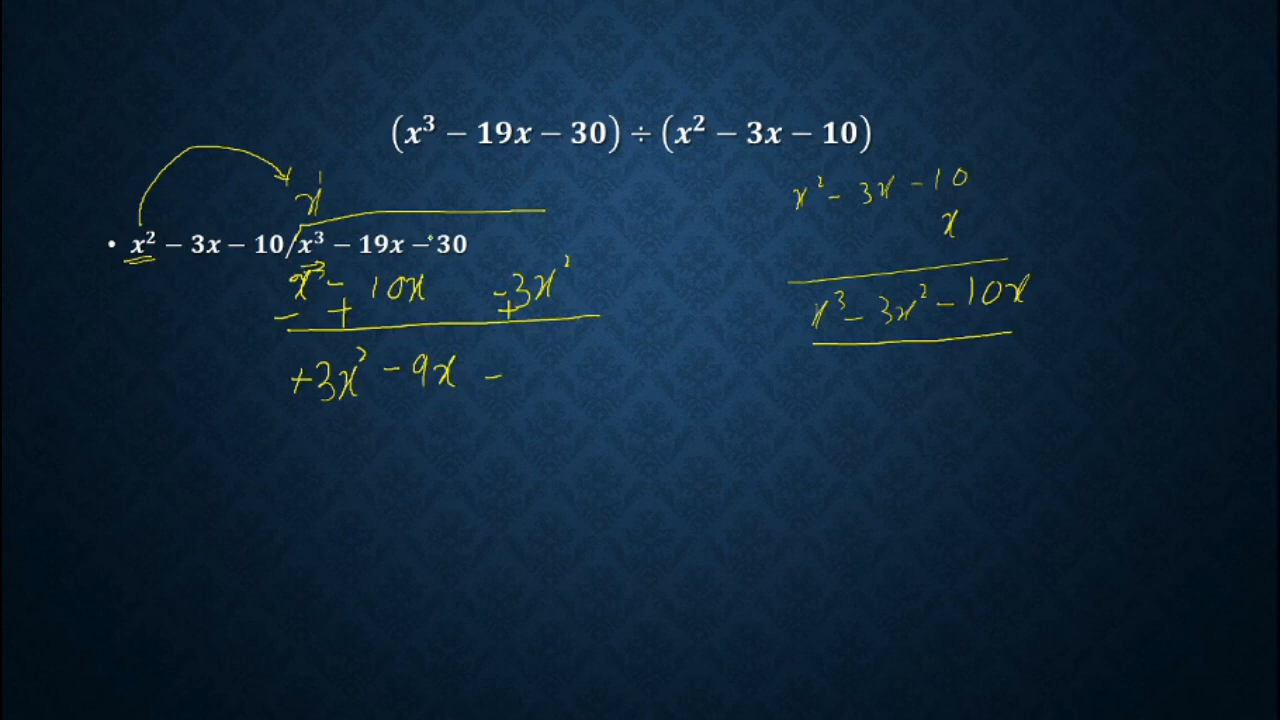 (x³ − 19x − 30) ÷ (x² − 3x − 10)
x² - 3x - 10
x
x
• x² − 3x − 10/x³ − 19x − 30
x³ - 10x - 3x²
- + +
x³ - 3x² - 10x
+3x² - 9x -